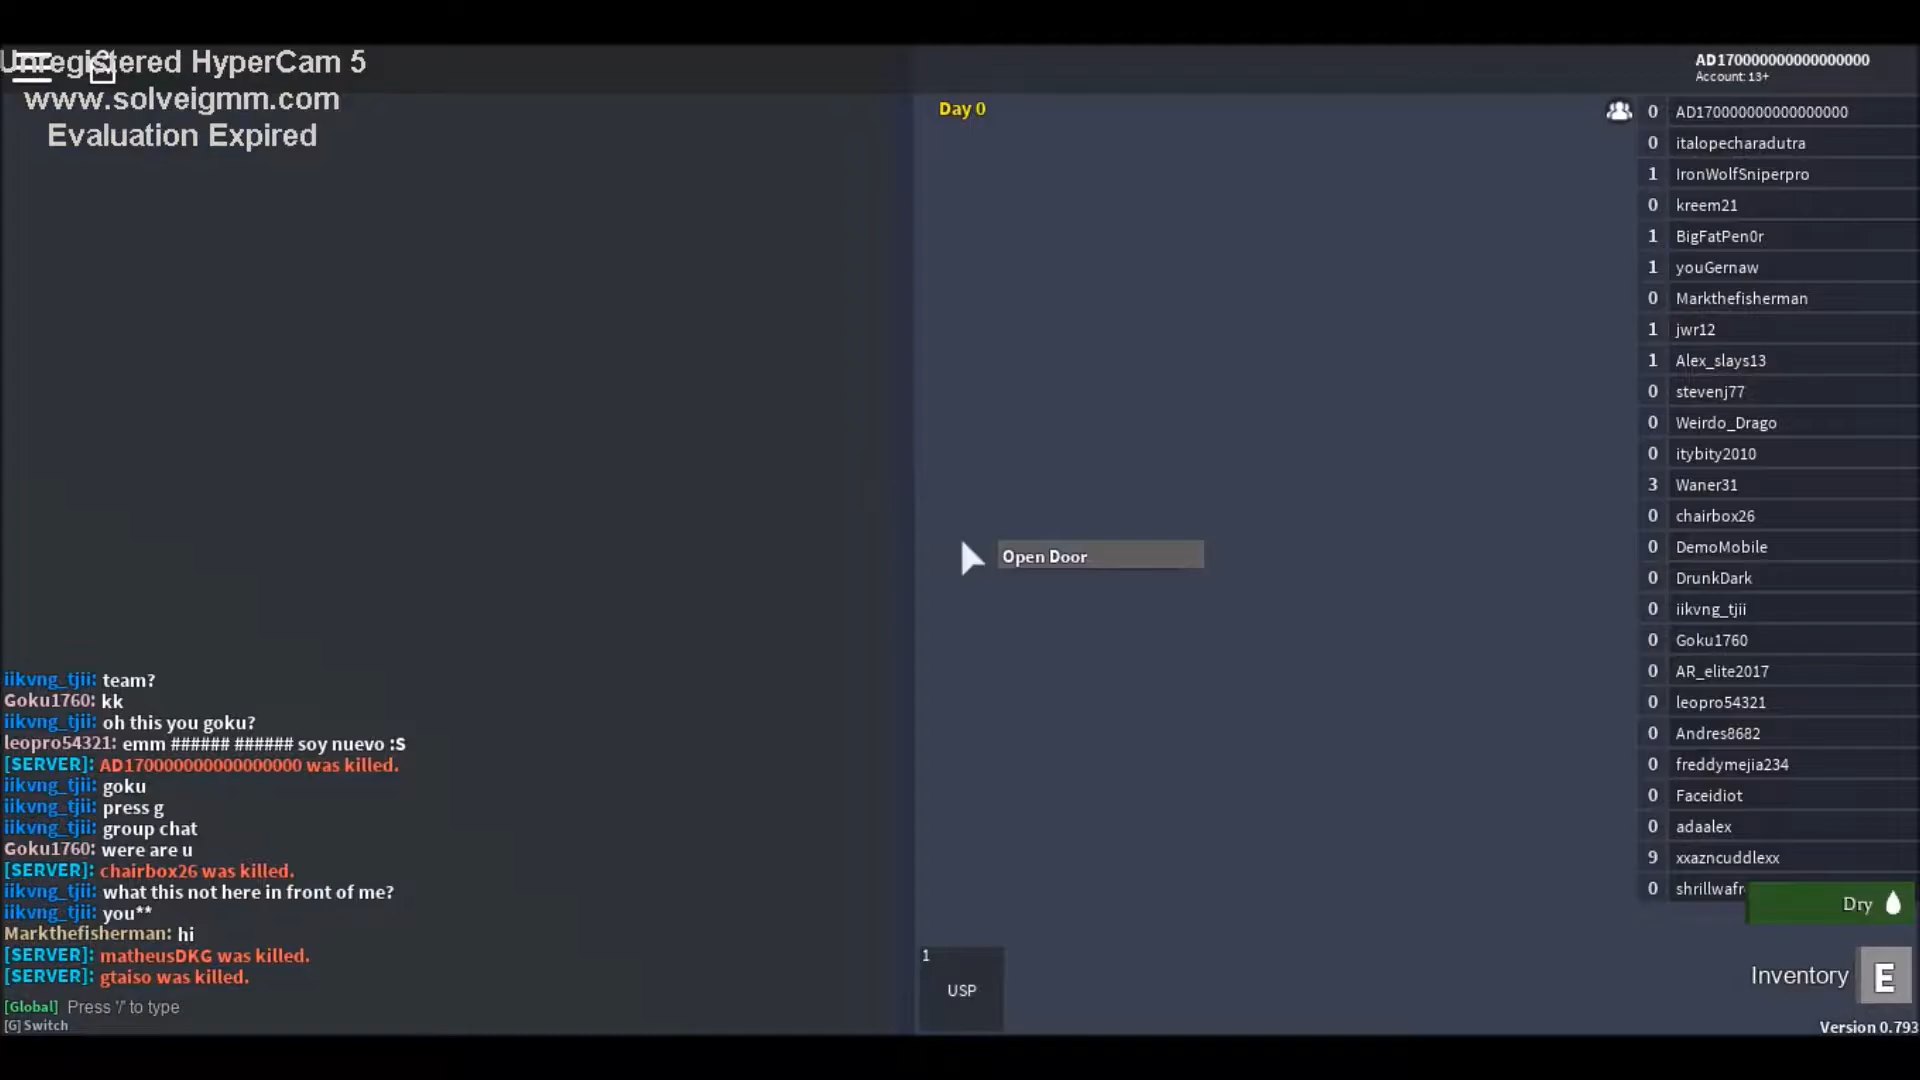 Unregistered HyperCam 5
www.solveigmm.com
Evaluation Expired
AD170000000000000000
Account: 13+
Day 0
0 AD170000000000000000
0 italopecharadutra
1 IronWolfSniperpro
0 kreem21
1 BigFatPen0r
1 youGernaw
0 Markthefisherman
1 jwr12
1 Alex_slays13
0 stevenj77
0 Weirdo_Drago
0 itybity2010
3 Waner31
0 chairbox26
0 DemoMobile
0 DrunkDark
0 iikvng_tjii
0 Goku1760
0 AR_elite2017
0 leopro54321
0 Andres8682
0 freddymejia234
0 Faceidiot
0 adaalex
9 xxazncuddlexx
0 shrillwafr
Open Door
iikvng_tjii: team?
Goku1760: kk
iikvng_tjii: oh this you goku?
leopro54321: emm ###### ###### soy nuevo :S
[SERVER]: AD170000000000000000 was killed.
iikvng_tjii: goku
iikvng_tjii: press g
iikvng_tjii: group chat
Goku1760: were are u
[SERVER]: chairbox26 was killed.
iikvng_tjii: what this not here in front of me?
iikvng_tjii: you**
Markthefisherman: hi
[SERVER]: matheusDKG was killed.
[SERVER]: gtaiso was killed.
[Global] Press '/' to type
[G] Switch
1
USP
Dry
Inventory E
Version 0.793